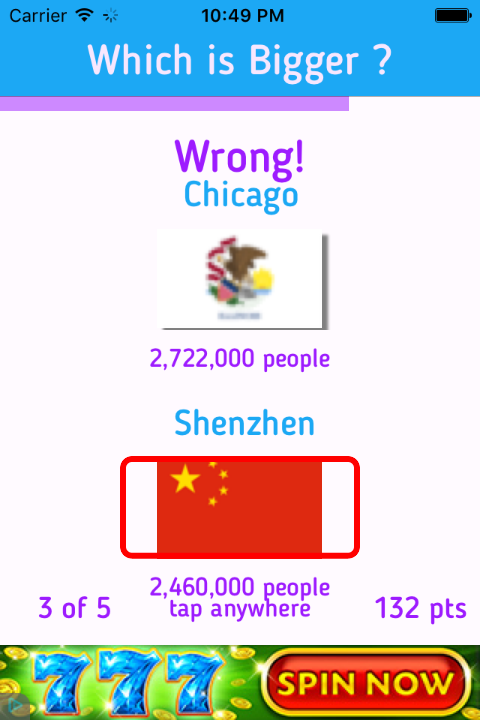 Carrier 10:49 PM
Which is Bigger ?
Wrong!
Chicago
2,722,000 people
Shenzhen
2,460,000 people
3 of 5 tap anywhere 132 pts
777 SPIN NOW